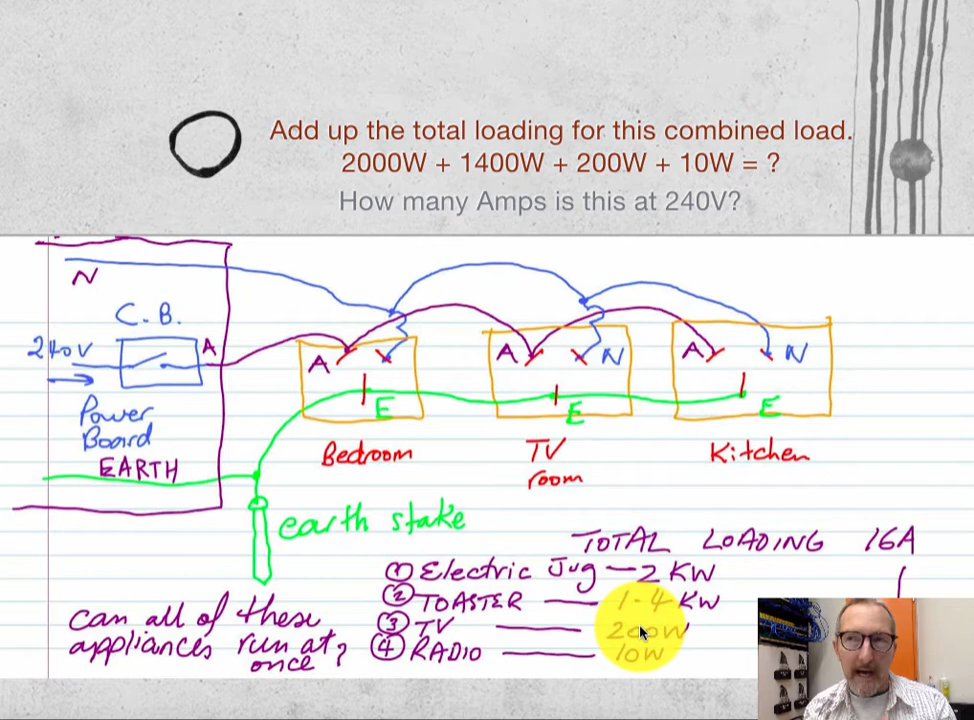 Add up the total loading for this combined load.
2000W + 1400W + 200W + 10W = ?
How many Amps is this at 240V?
N
C.B.
240V
A
Power
Board
EARTH
A
E
Bedroom
A
N
E
TV
room
A
N
E
Kitchen
earth stake
TOTAL LOADING 16A
① Electric Jug — 2 KW
② TOASTER — 1.4 KW
③ TV — 200W
④ RADIO — 10W
can all of these
appliances run at
once?